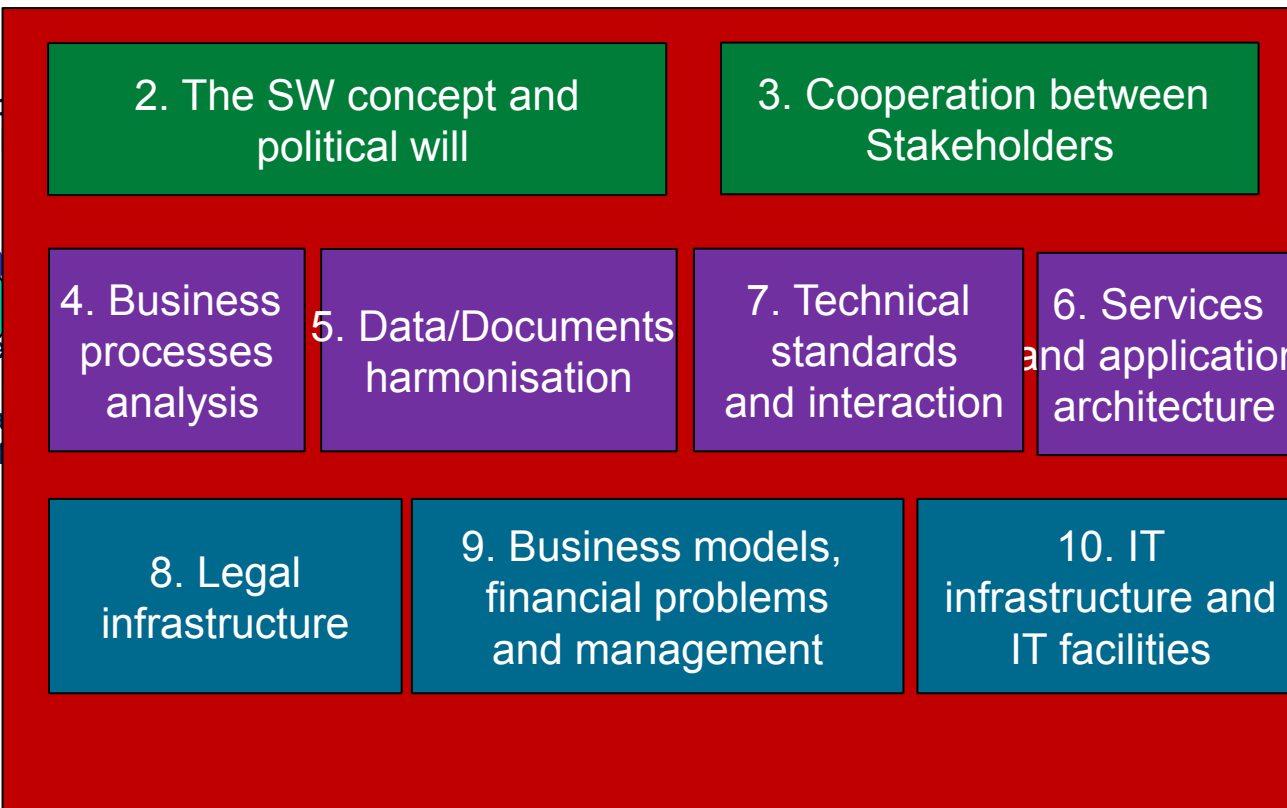 2. The SW concept and
political will
3. Cooperation between
Stakeholders
4. Business
processes
analysis
5. Data/Documents
harmonisation
7. Technical
standards
and interaction
6. Services
and application
architecture
8. Legal
infrastructure
9. Business models,
financial problems
and management
10. IT
infrastructure and
IT facilities